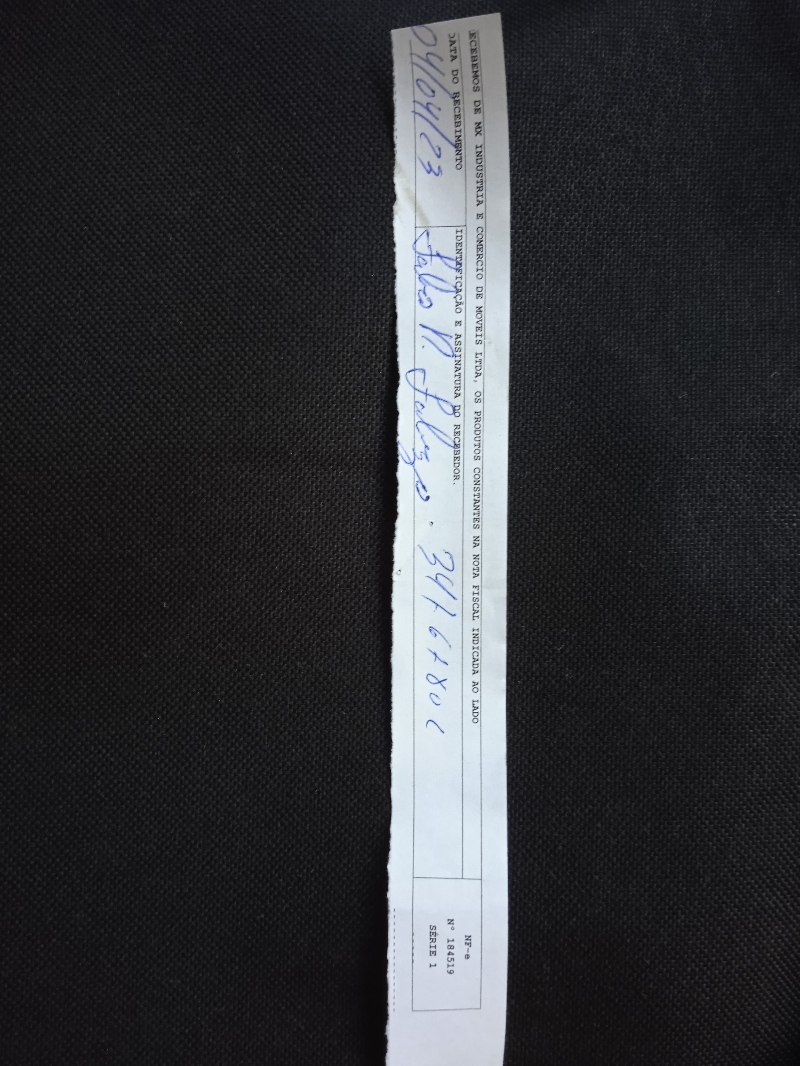 ECEBEMOS DE MX INDUSTRIA E COMERCIO DE MOVEIS LTDA, OS PRODUTOS CONSTANTES NA NOTA FISCAL INDICADA AO LADO
DATA DO RECEBIMENTO
04/04/23
IDENTIFICAÇÃO E ASSINATURA DO RECEBEDOR.
NF-e
Nº 184519
SÉRIE 1